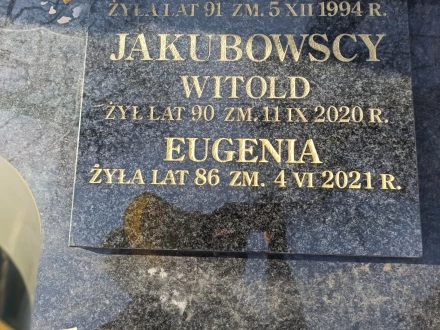 ŻYŁA LAT 91 ZM. 5 XII 1994 R.
JAKUBOWSCY
WITOLD
ŻYŁ LAT 90 ZM. 11 IX 2020 R.
EUGENIA
ŻYŁA LAT 86 ZM. 4 VI 2021 R.